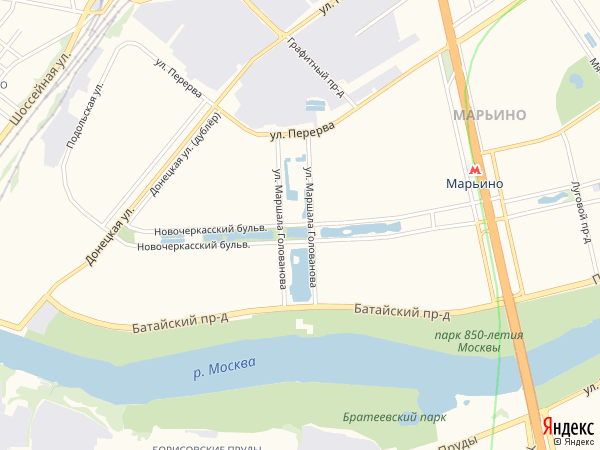 ул. П
Графитный пр-д
Шоссейная ул.
ул. Перерва
Подольская ул.
Донецкая ул. (дублёр)
ул. Перерва
МАРЬИНО
Марьино
ул. Маршала Голованова
ул. Маршала Голованова
Луговой пр-д
Донецкая ул.
Новочеркасский бульв.
Новочеркасский бульв.
Батайский пр-д
Батайский пр-д
парк 850-летия
Москвы
р. Москва
Братеевский парк
ул.
Пруды
БОРИСОВСКИЕ ПРУДЫ
Яндекс